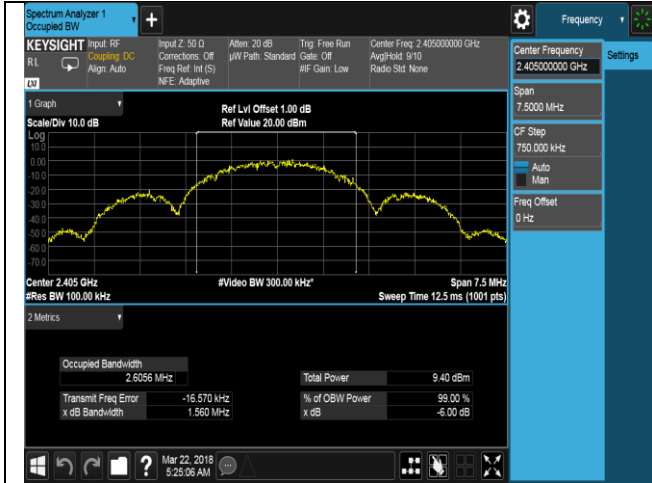 Spectrum Analyzer 1
Occupied BW
+
Frequency
KEYSIGHT
RL
LXI
Input: RF
Coupling: DC
Align: Auto
Input Z: 50 Ω
Corrections: Off
Freq Ref: Int (S)
NFE: Adaptive
Atten: 20 dB
µW Path: Standard
Trig: Free Run
Gate: Off
#IF Gain: Low
Center Freq: 2.405000000 GHz
Avg|Hold: 9/10
Radio Std: None
Center Frequency
2.405000000 GHz
Settings
Span
7.5000 MHz
CF Step
750.000 kHz
Auto
Man
Freq Offset
0 Hz
1 Graph
Scale/Div 10.0 dB
Ref Lvl Offset 1.00 dB
Ref Value 20.00 dBm
Log
10.0
0.00
-10.0
-20.0
-30.0
-40.0
-50.0
-60.0
-70.0
Center 2.405 GHz
#Res BW 100.00 kHz
#Video BW 300.00 kHz*
Span 7.5 MHz
Sweep Time 12.5 ms (1001 pts)
2 Metrics
Occupied Bandwidth
2.6056 MHz
Total Power 9.40 dBm
Transmit Freq Error -16.570 kHz
% of OBW Power 99.00 %
x dB Bandwidth 1.560 MHz
x dB -6.00 dB
?
Mar 22, 2018
5:25:06 AM